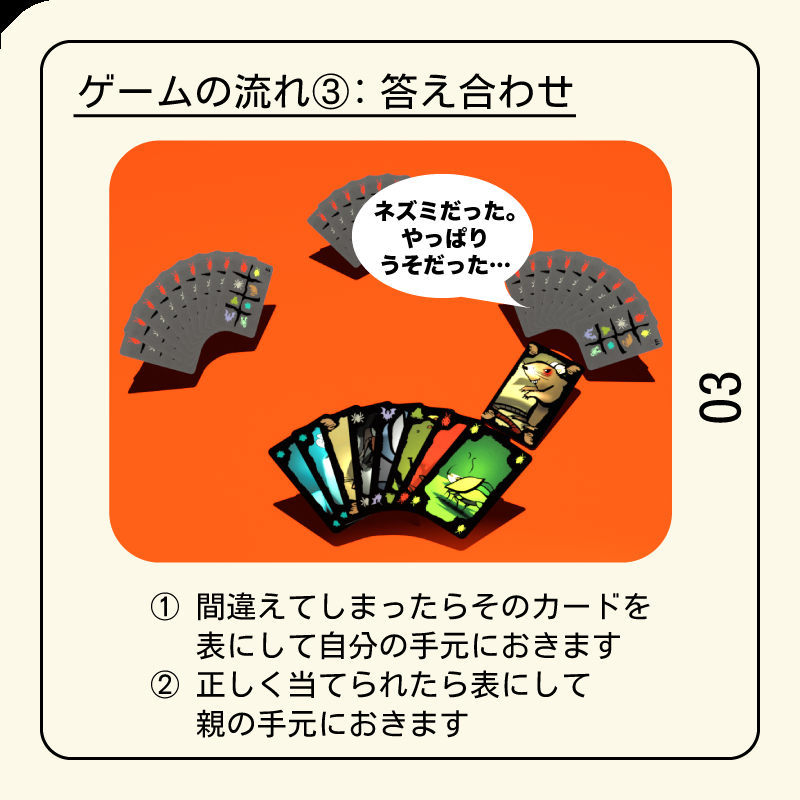 ゲームの流れ③：答え合わせ
ネズミだった。
やっぱり
うそだった…
03
① 間違えてしまったらそのカードを
表にして自分の手元におきます
② 正しく当てられたら表にして
親の手元におきます